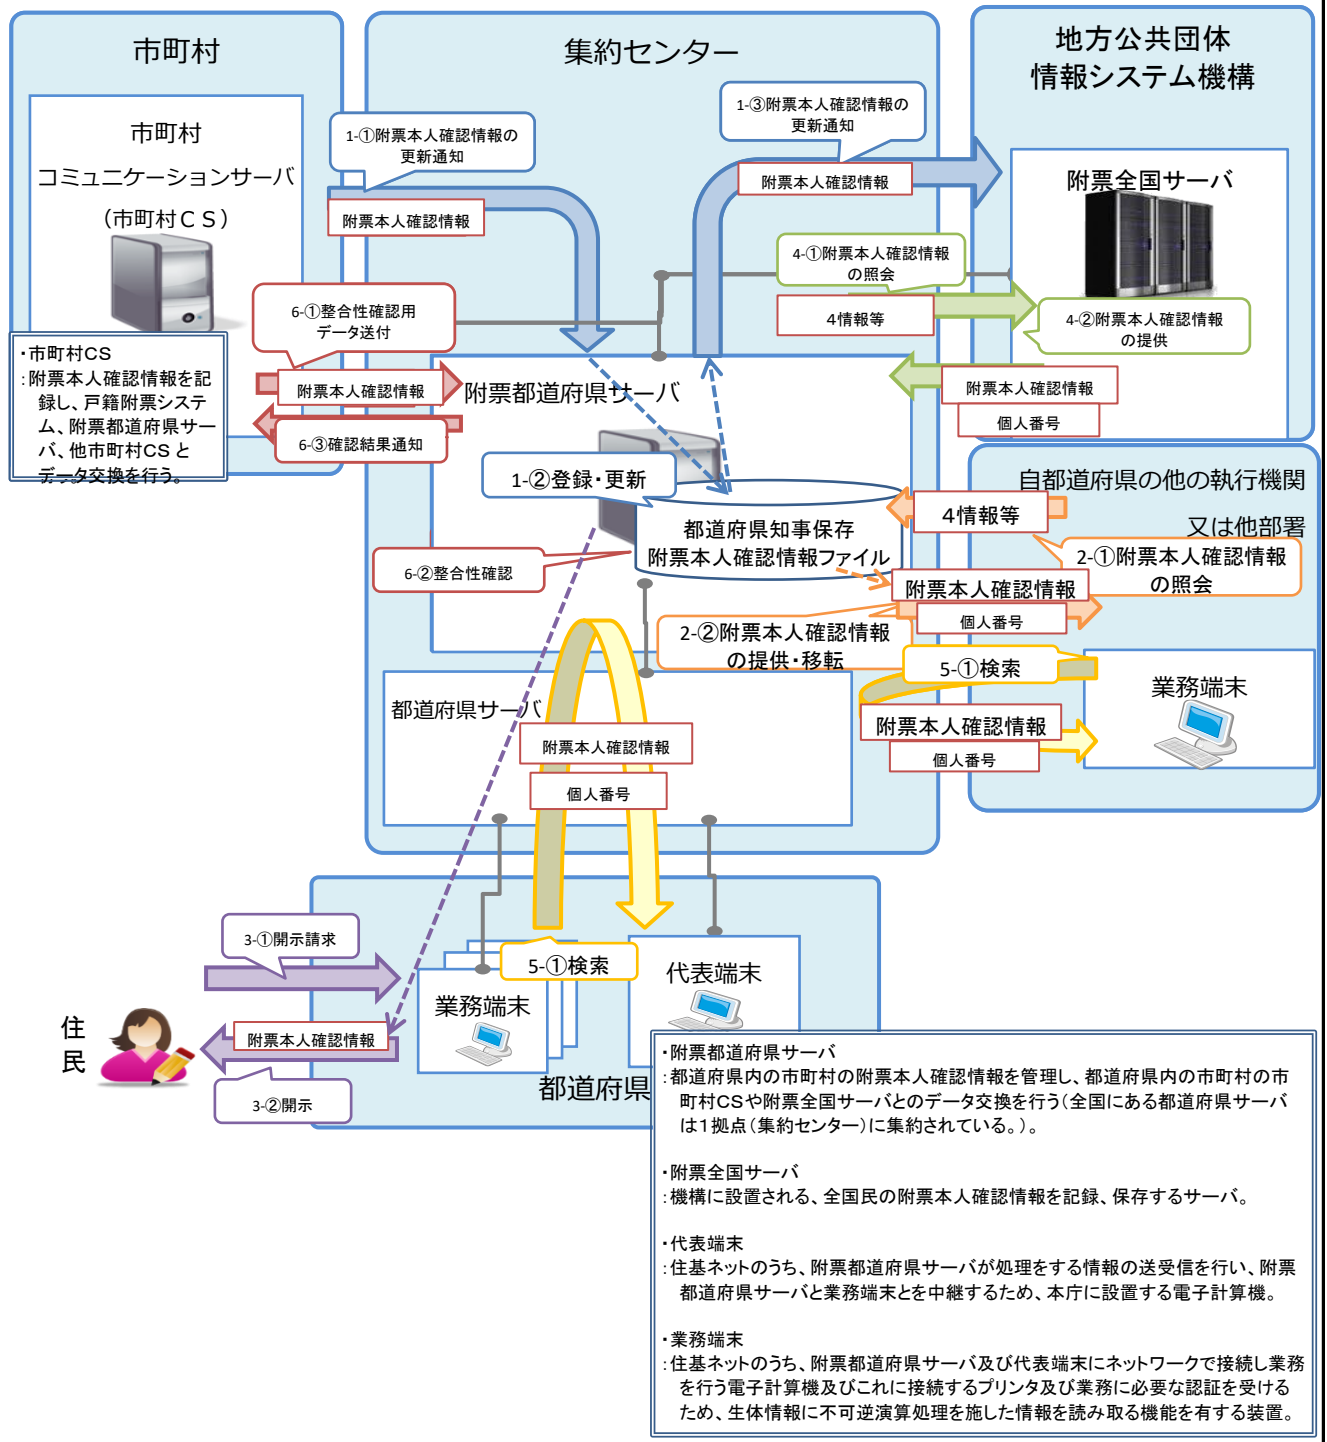 市町村
集約センター
地方公共団体
情報システム機構
市町村
コミュニケーションサーバ
（市町村ＣＳ）
1-①附票本人確認情報の
更新通知
附票本人確認情報
1-③附票本人確認情報の
更新通知
附票本人確認情報
附票全国サーバ
4-①附票本人確認情報
の照会
４情報等
4-②附票本人確認情報
の提供
附票本人確認情報
個人番号
6-①整合性確認用
データ送付
附票本人確認情報
6-③確認結果通知
・市町村CS
：附票本人確認情報を記
録し、戸籍附票システ
ム、附票都道府県サー
バ、他市町村CS と
データ交換を行う。
附票都道府県サーバ
1-②登録・更新
都道府県知事保存
附票本人確認情報ファイル
6-②整合性確認
自都道府県の他の執行機関
又は他部署
４情報等
2-①附票本人確認情報
の照会
附票本人確認情報
個人番号
2-②附票本人確認情報
の提供・移転
5-①検索
附票本人確認情報
個人番号
業務端末
都道府県サーバ
附票本人確認情報
個人番号
3-①開示請求
住
民
附票本人確認情報
3-②開示
5-①検索
業務端末
代表端末
都道府県
・附票都道府県サーバ
：都道府県内の市町村の附票本人確認情報を管理し、都道府県内の市町村の市
町村CSや附票全国サーバとのデータ交換を行う（全国にある都道府県サーバ
は１拠点（集約センター）に集約されている。）。
・附票全国サーバ
：機構に設置される、全国民の附票本人確認情報を記録、保存するサーバ。
・代表端末
：住基ネットのうち、附票都道府県サーバが処理をする情報の送受信を行い、附票
都道府県サーバと業務端末とを中継するため、本庁に設置する電子計算機。
・業務端末
：住基ネットのうち、附票都道府県サーバ及び代表端末にネットワークで接続し業務
を行う電子計算機及びこれに接続するプリンタ及び業務に必要な認証を受ける
ため、生体情報に不可逆演算処理を施した情報を読み取る機能を有する装置。